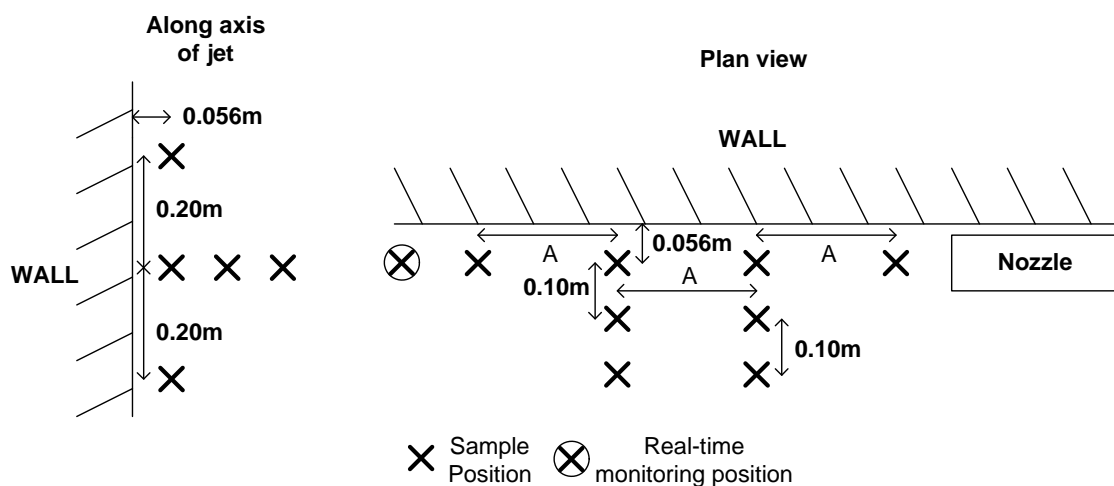 Along axis
of jet
0.056m
0.20m
WALL
0.20m
Plan view
WALL
0.056m
A
A
0.10m
A
Nozzle
0.10m
Sample
Position
Real-time
monitoring position